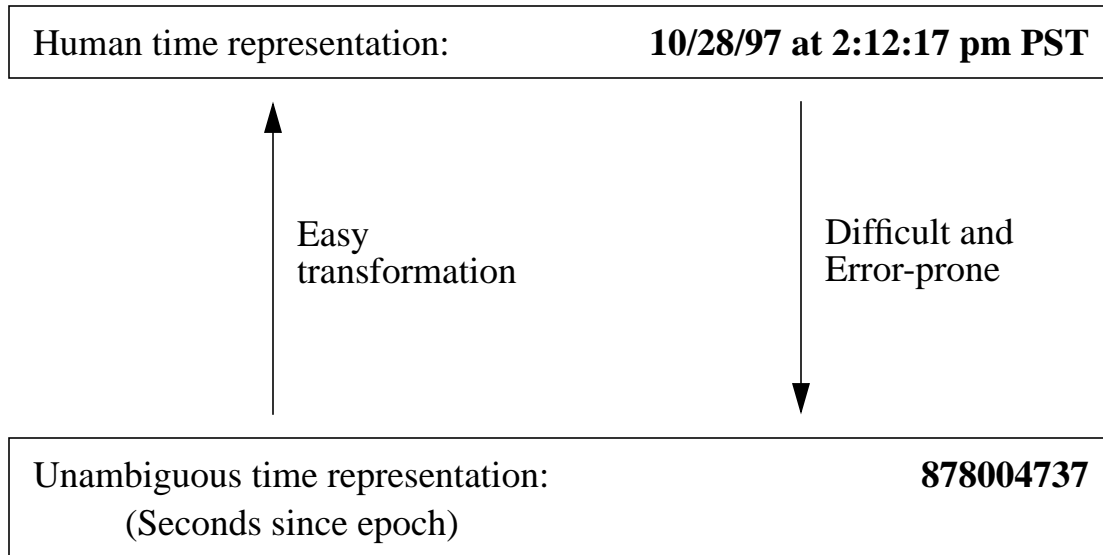 Human time representation: 10/28/97 at 2:12:17 pm PST
Easy
transformation
Difficult and
Error-prone
Unambiguous time representation: 878004737
(Seconds since epoch)